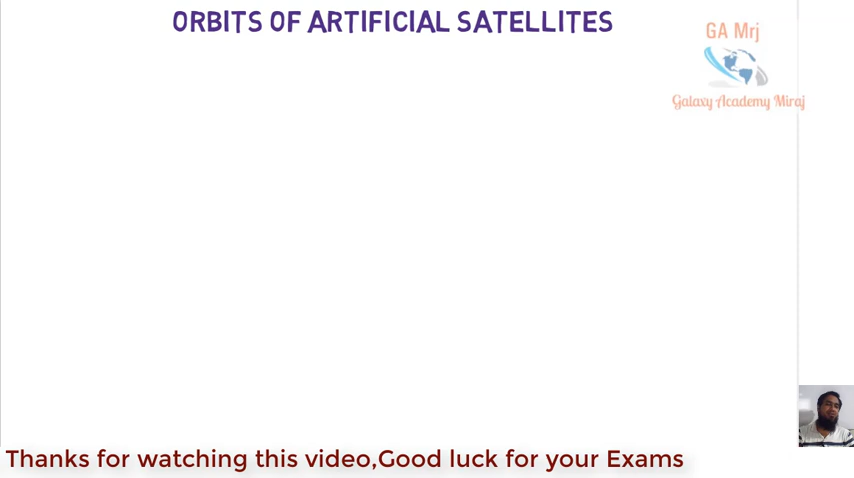 ORBITS OF ARTIFICIAL SATELLITES
GA Mrj
Galaxy Academy Miraj
Thanks for watching this video,Good luck for your Exams